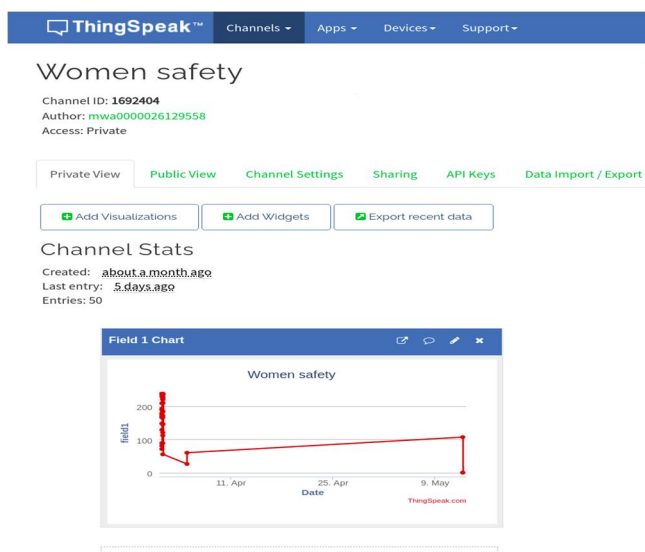 ThingSpeak™ Channels Apps Devices Support
Women safety
Channel ID: 1692404
Author: mwa0000026129558
Access: Private
Private View Public View Channel Settings Sharing API Keys Data Import / Export
Add Visualizations Add Widgets Export recent data
Channel Stats
Created: about a month ago
Last entry: 5 days ago
Entries: 50
Field 1 Chart
Women safety
200
100
0
field1
11. Apr 25. Apr 9. May
Date
ThingSpeak.com